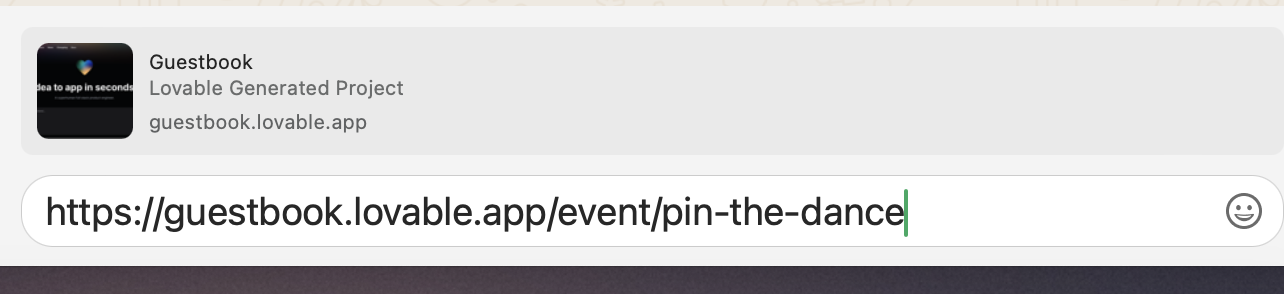 Guestbook
Lovable Generated Project
guestbook.lovable.app
dea to app in seconds
https://guestbook.lovable.app/event/pin-the-dance